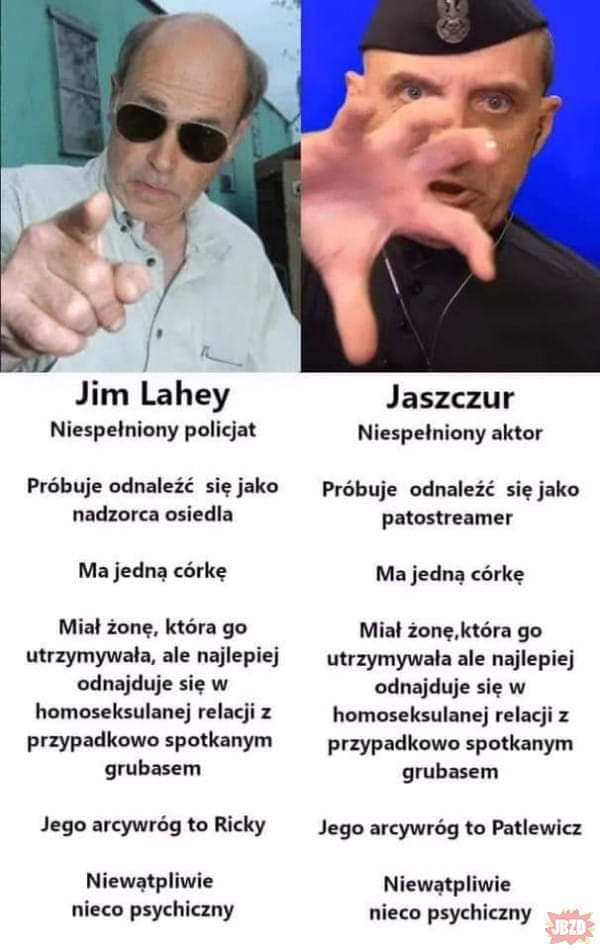 Jim Lahey
Niespełniony policjat
Próbuje odnaleźć się jako
nadzorca osiedla
Ma jedną córkę
Miał żonę, która go
utrzymywała, ale najlepiej
odnajduje się w
homoseksulanej relacji z
przypadkowo spotkanym
grubasem
Jego arcywróg to Ricky
Niewątpliwie
nieco psychiczny
Jaszczur
Niespełniony aktor
Próbuje odnaleźć się jako
patostreamer
Ma jedną córkę
Miał żonę,która go
utrzymywała ale najlepiej
odnajduje się w
homoseksulanej relacji z
przypadkowo spotkanym
grubasem
Jego arcywróg to Patlewicz
Niewątpliwie
nieco psychiczny
JBZD